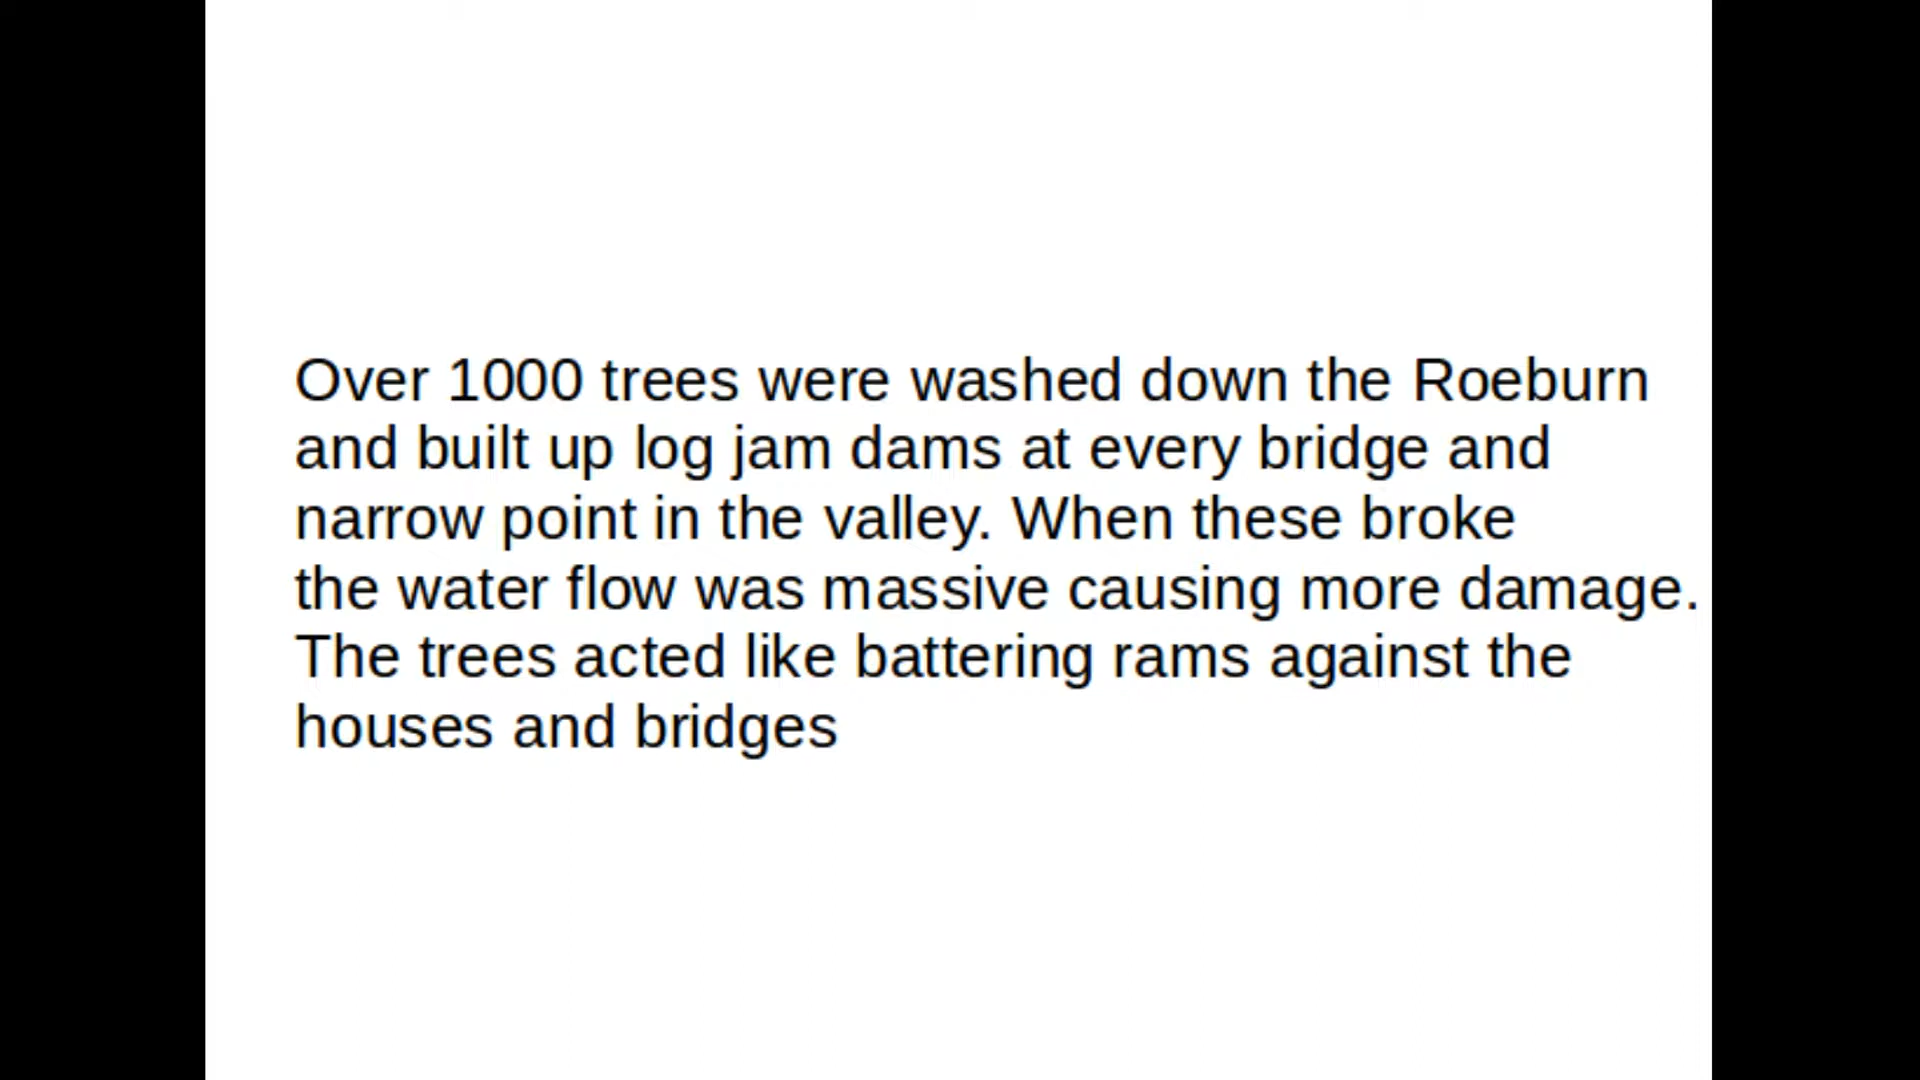 Over 1000 trees were washed down the Roeburn
and built up log jam dams at every bridge and
narrow point in the valley. When these broke
the water flow was massive causing more damage.
The trees acted like battering rams against the
houses and bridges